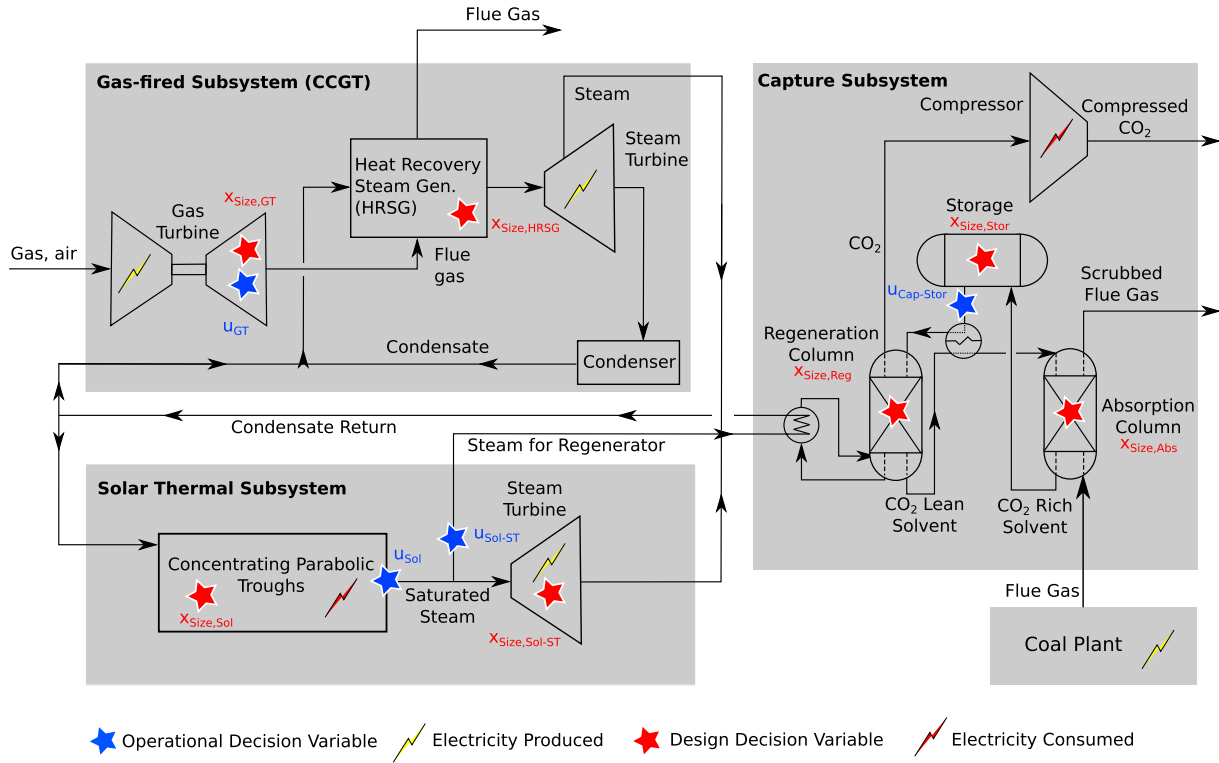 Flue Gas
Gas-fired Subsystem (CCGT)
Steam
Steam
Turbine
Heat Recovery
Steam Gen.
(HRSG)
xSize,HRSG
xSize,GT
Gas
Turbine
Gas, air
uGT
Flue
gas
Condensate
Condenser
Condensate Return
Steam for Regenerator
Solar Thermal Subsystem
Steam
Turbine
Concentrating Parabolic
Troughs
xSize,Sol
uSol
uSol-ST
Saturated
Steam
xSize,Sol-ST
Capture Subsystem
Compressor
Compressed
CO2
Storage
xSize,Stor
CO2
uCap-Stor
Scrubbed
Flue Gas
Regeneration
Column
xSize,Reg
Absorption
Column
xSize,Abs
CO2 Lean
Solvent
CO2 Rich
Solvent
Flue Gas
Coal Plant
Operational Decision Variable
Electricity Produced
Design Decision Variable
Electricity Consumed